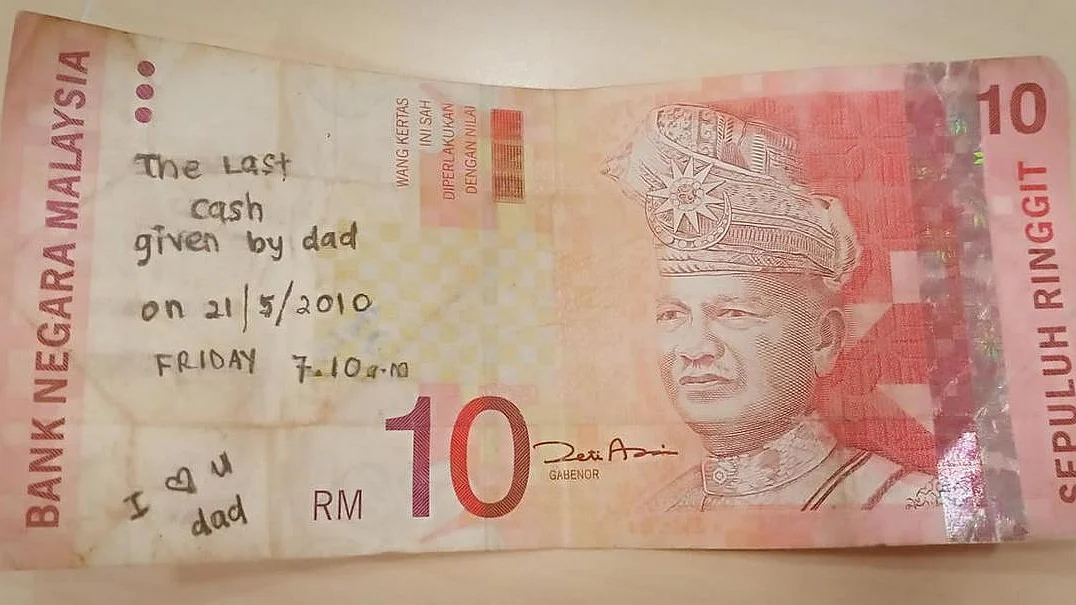 BANK NEGARA MALAYSIA
The Last
cash
given by dad
on 21/5/2010
FRIDAY 7.10 a.m
I ♡ u
dad
WANG KERTAS
INI SAH
DIPERLAKUKAN
DENGAN NILAI
RM 10
GABENOR
10
SEPULUH RINGGIT